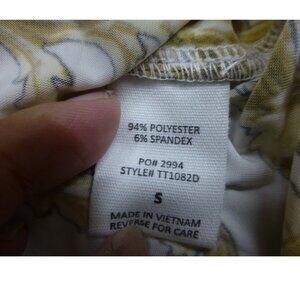 94% POLYESTER
6% SPANDEX
PO# 2994
STYLE# TT1082D
S
MADE IN VIETNAM
REVERSE FOR CARE